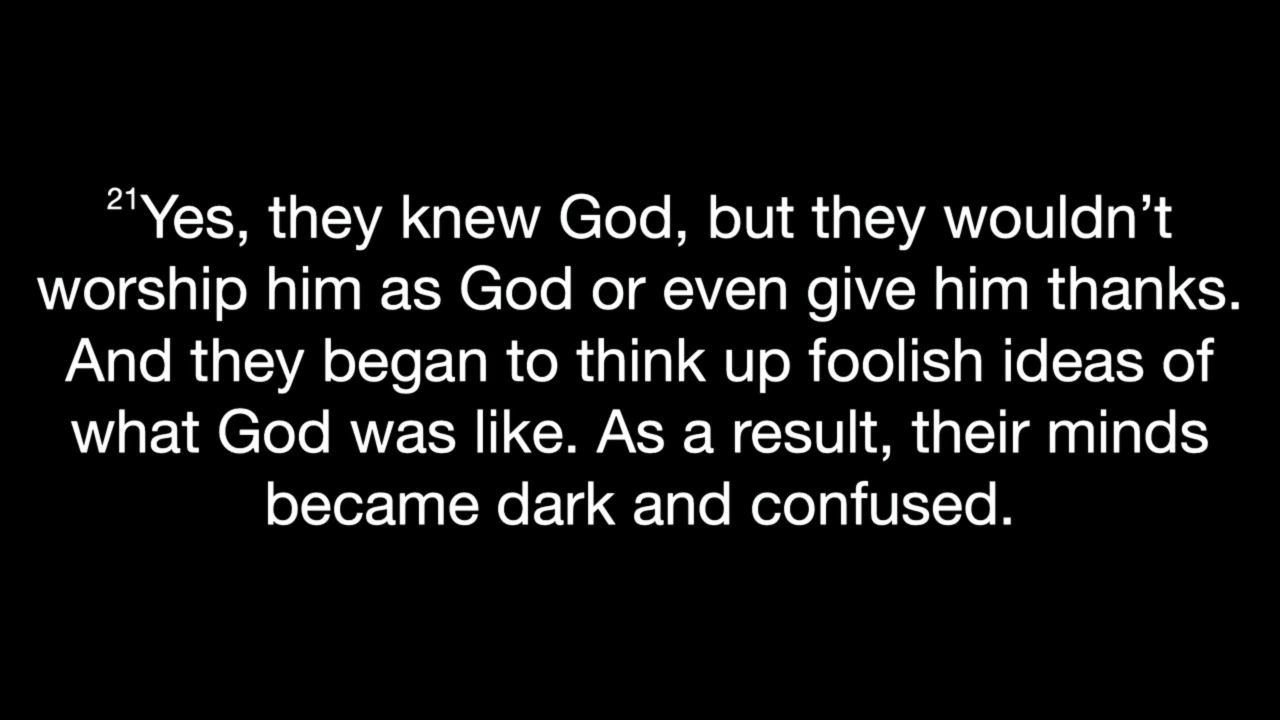 21Yes, they knew God, but they wouldn’t
worship him as God or even give him thanks.
And they began to think up foolish ideas of
what God was like. As a result, their minds
became dark and confused.